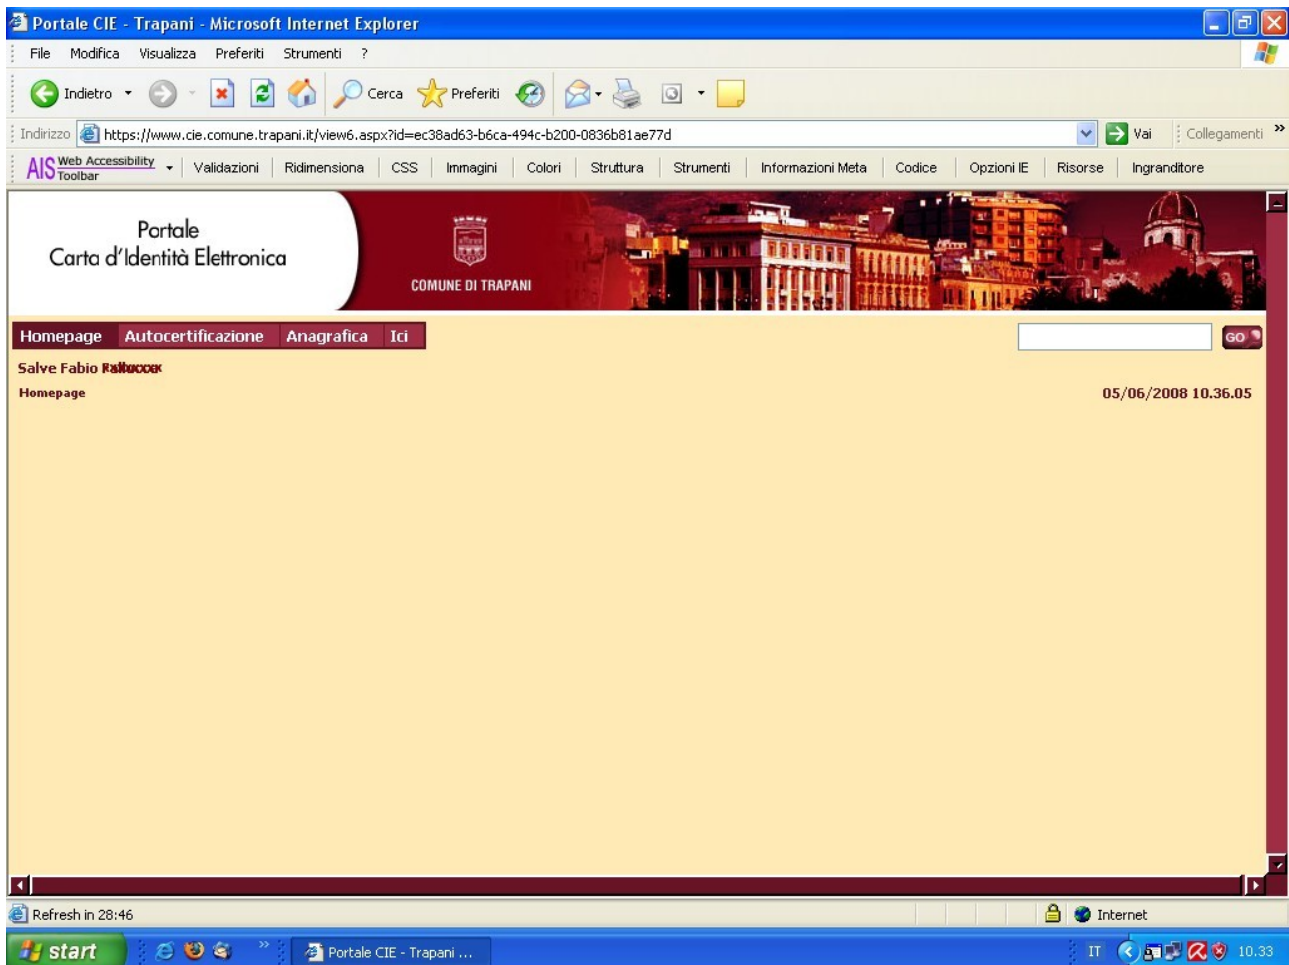 Portale CIE - Trapani - Microsoft Internet Explorer
File Modifica Visualizza Preferiti Strumenti ?
Indietro Cerca Preferiti
Indirizzo https://www.cie.comune.trapani.it/view6.aspx?id=ec38ad63-b6ca-494c-b200-0836b81ae77d Vai Collegamenti »
AIS Web Accessibility Toolbar Validazioni Ridimensiona CSS Immagini Colori Struttura Strumenti Informazioni Meta Codice Opzioni IE Risorse Ingranditore
Portale
Carta d'Identità Elettronica
COMUNE DI TRAPANI
Homepage Autocertificazione Anagrafica Ici GO
Salve Fabio
Homepage 05/06/2008 10.36.05
Refresh in 28:46 Internet
start » Portale CIE - Trapani ... IT 10.33